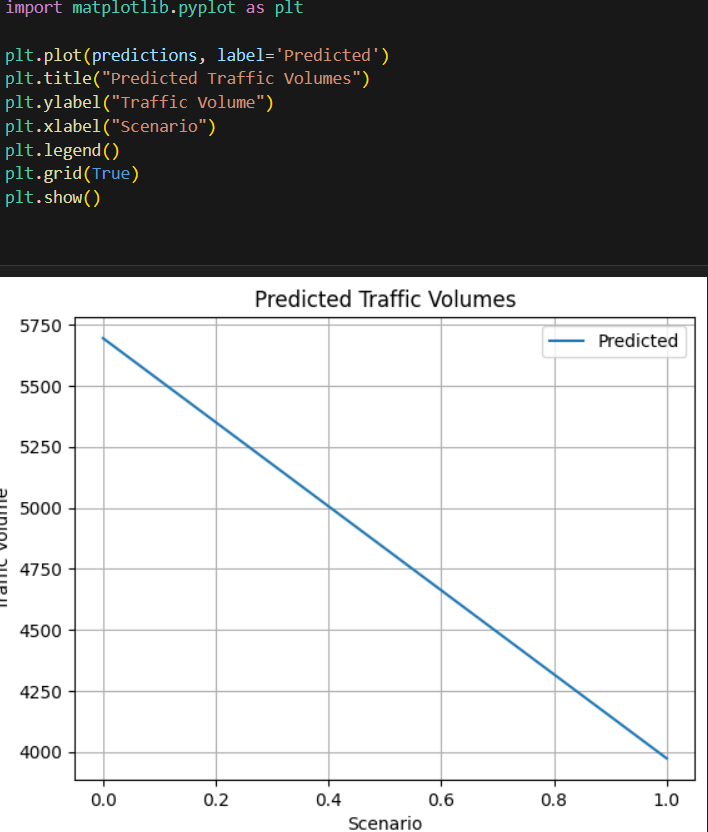 import matplotlib.pyplot as plt
plt.plot(predictions, label='Predicted')
plt.title("Predicted Traffic Volumes")
plt.ylabel("Traffic Volume")
plt.xlabel("Scenario")
plt.legend()
plt.grid(True)
plt.show()
Predicted Traffic Volumes
Predicted
5750
5500
5250
5000
4750
4500
4250
4000
Traffic Volume
0.0 0.2 0.4 0.6 0.8 1.0
Scenario